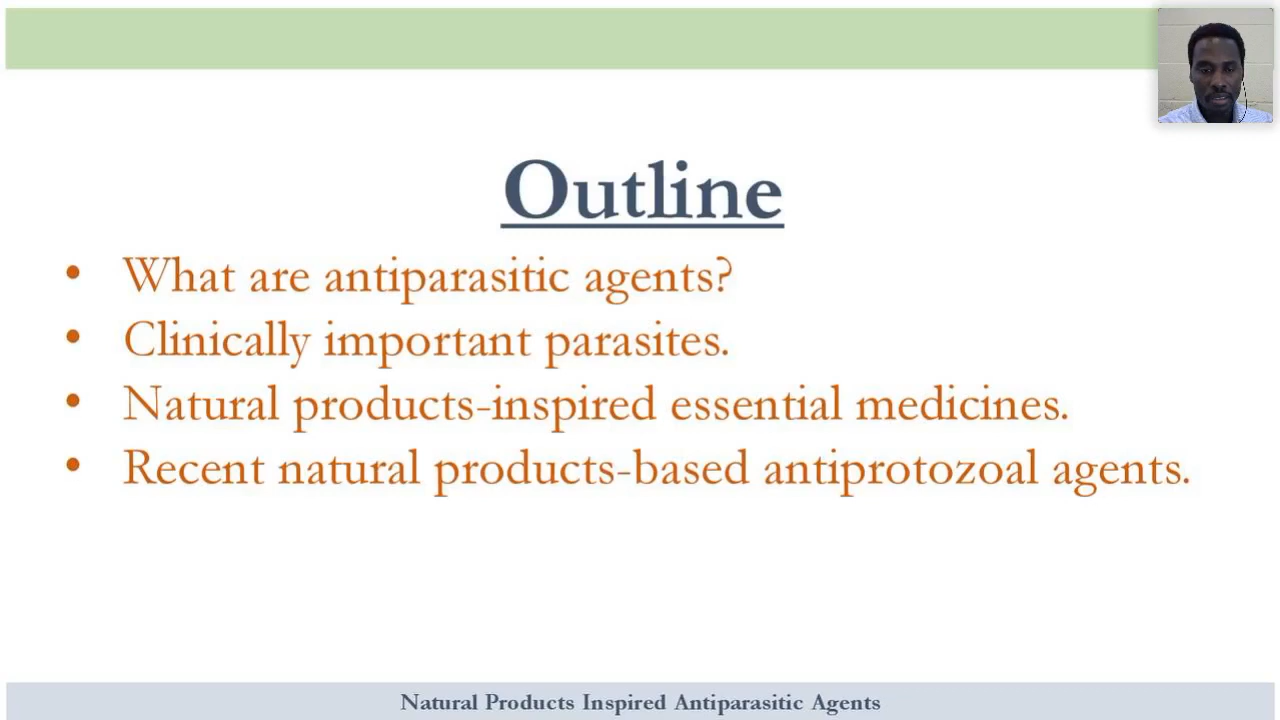 Outline
• What are antiparasitic agents?
• Clinically important parasites.
• Natural products-inspired essential medicines.
• Recent natural products-based antiprotozoal agents.
Natural Products Inspired Antiparasitic Agents